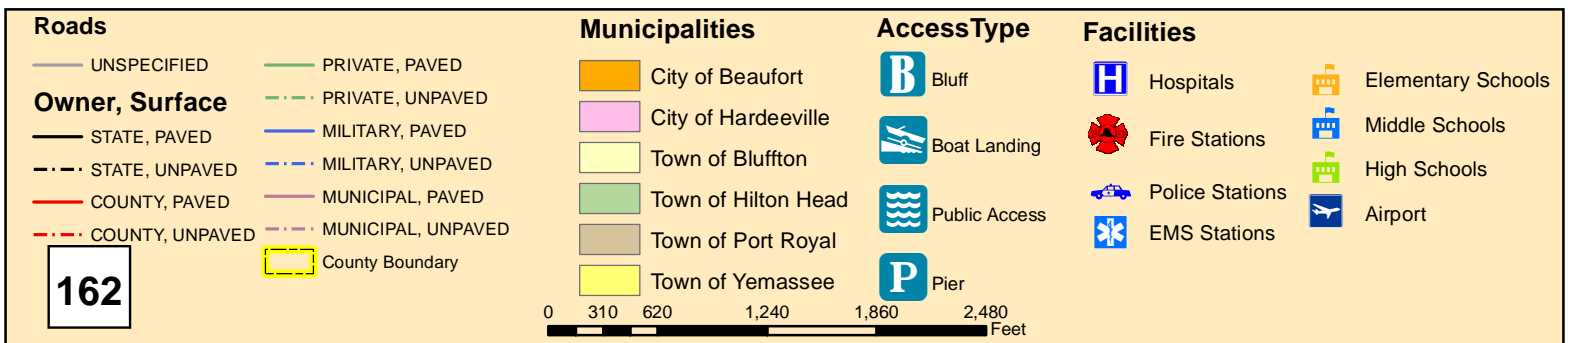 Roads
UNSPECIFIED
Owner, Surface
STATE, PAVED
STATE, UNPAVED
COUNTY, PAVED
COUNTY, UNPAVED
162
PRIVATE, PAVED
PRIVATE, UNPAVED
MILITARY, PAVED
MILITARY, UNPAVED
MUNICIPAL, PAVED
MUNICIPAL, UNPAVED
County Boundary
Municipalities
City of Beaufort
City of Hardeeville
Town of Bluffton
Town of Hilton Head
Town of Port Royal
Town of Yemassee
0 310 620 1,240 1,860 2,480
Feet
AccessType
B Bluff
Boat Landing
Public Access
P Pier
Facilities
H Hospitals
Fire Stations
Police Stations
EMS Stations
Elementary Schools
Middle Schools
High Schools
Airport